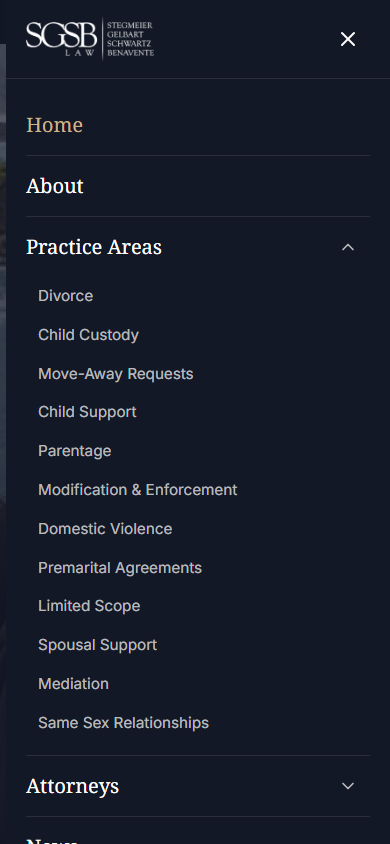 SGSB
LAW
STEGMEIER
GELBART
SCHWARTZ
BENAVENTE
Home
About
Practice Areas
Divorce
Child Custody
Move-Away Requests
Child Support
Parentage
Modification & Enforcement
Domestic Violence
Premarital Agreements
Limited Scope
Spousal Support
Mediation
Same Sex Relationships
Attorneys